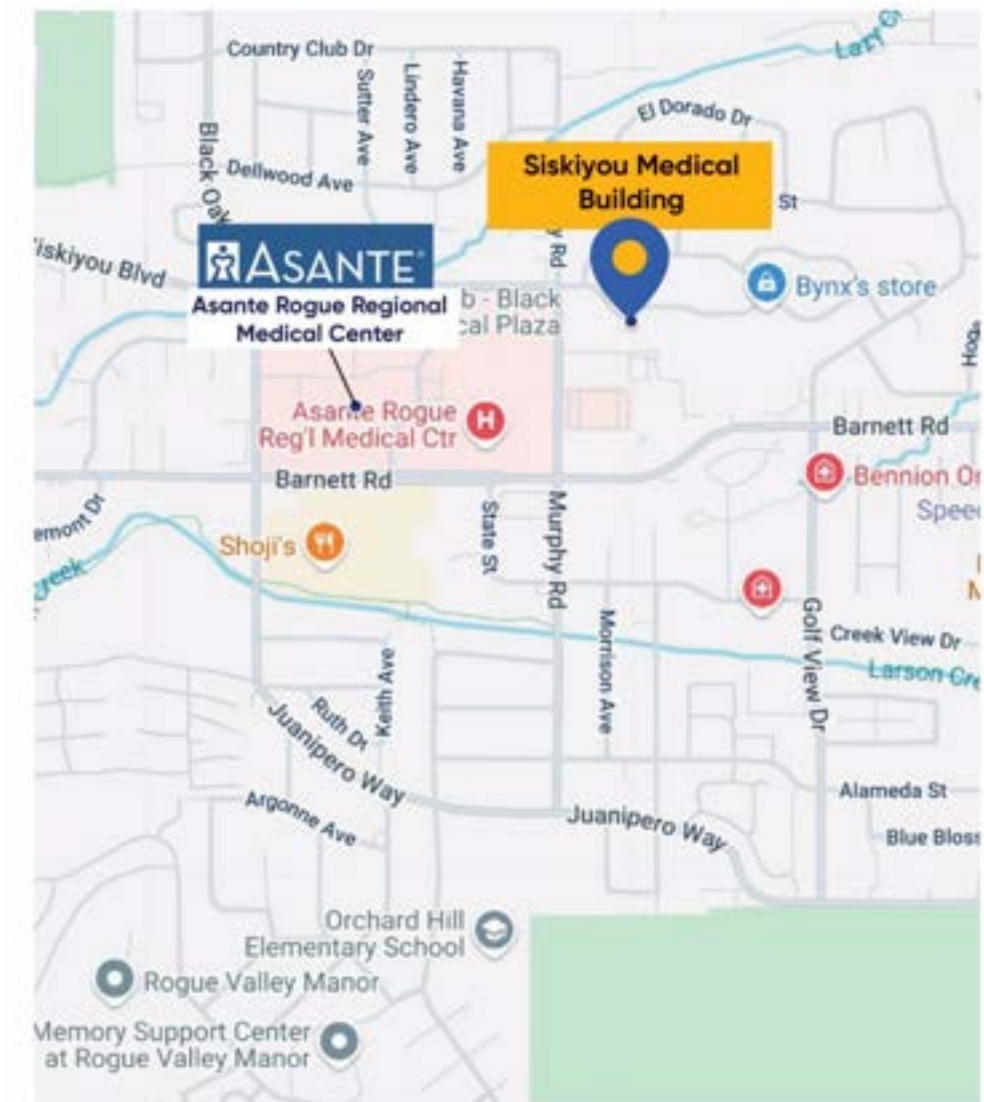 Country Club Dr
Sutter Ave
Lindero Ave
Havana Ave
El Dorado Dr
Black Oak
Dellwood Ave
Siskiyou Medical
Building
St
iskiyou Blvd
ASANTE
Asante Rogue Regional
Medical Center
y Rd
b - Black
cal Plaza
Bynx's store
Asante Rogue
Reg'l Medical Ctr
H
Barnett Rd
Barnett Rd
Bennion Or
Spee
emont Dr
Shoji's
State St
Murphy Rd
reek
Morrison Ave
Golf View Dr
Creek View Dr
Larson Cre
Keith Ave
Ruth Dr
Juanipero Way
Argonne Ave
Juanipero Way
Alameda St
Blue Bloss
Orchard Hill
Elementary School
Rogue Valley Manor
Memory Support Center
at Rogue Valley Manor